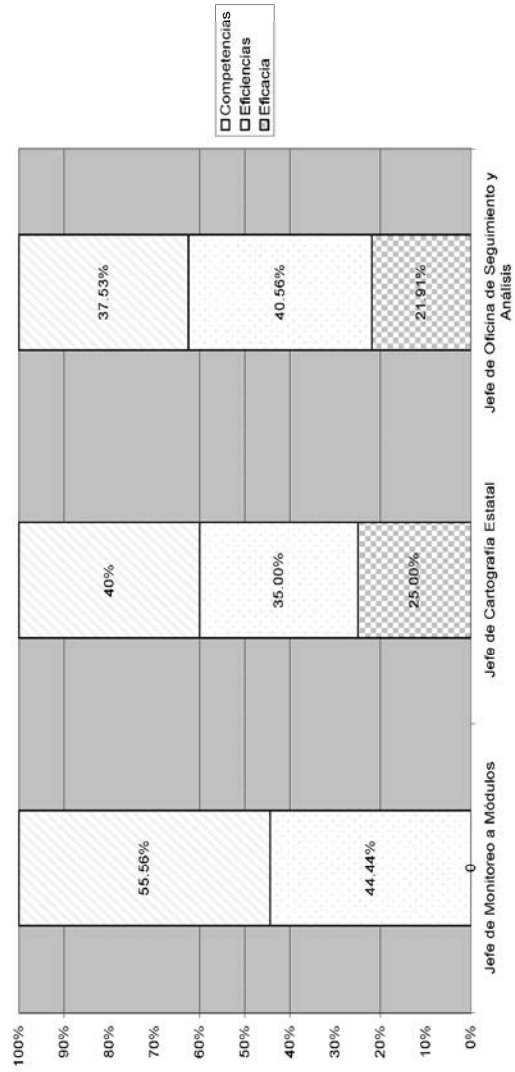 100%
90%
80%
70%
60%
50%
40%
30%
20%
10%
0%
55.56%
44.44%
0
40%
35.00%
25.00%
37.53%
40.56%
21.91%
Jefe de Monitoreo a Módulos
Jefe de Cartografía Estatal
Jefe de Oficina de Seguimiento y
Análisis
Competencias
Eficiencias
Eficacia